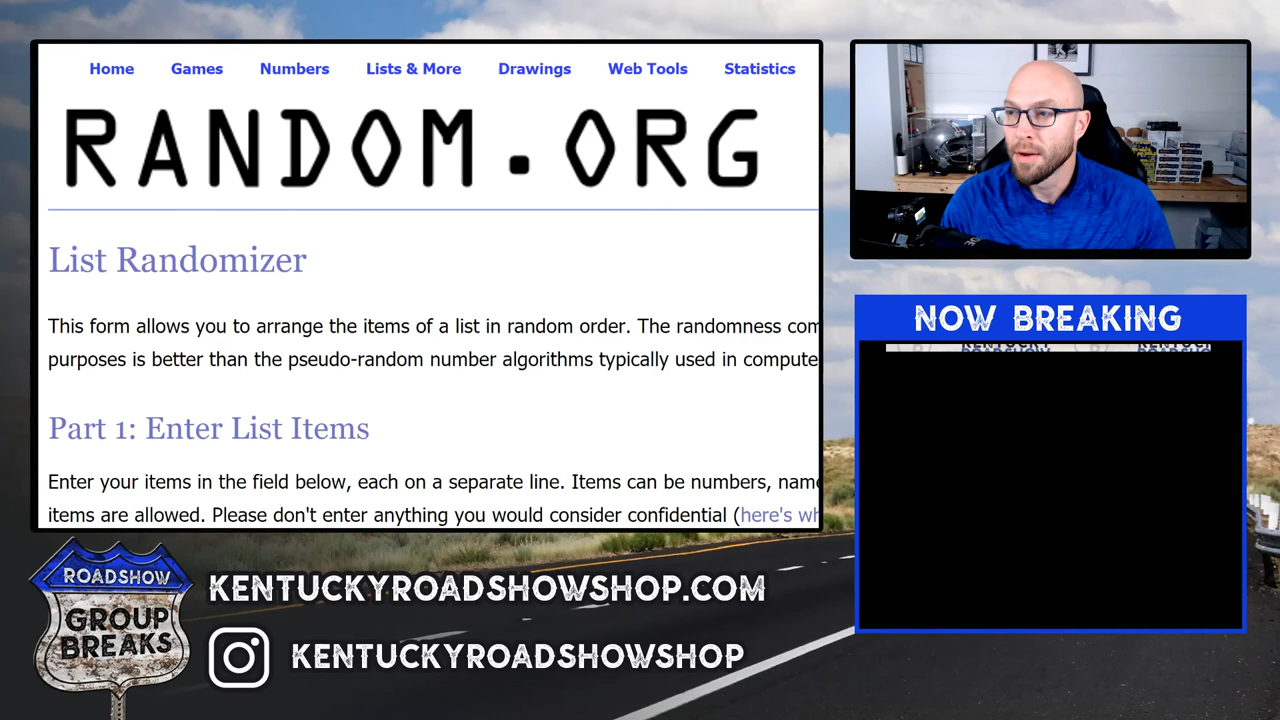 Home Games Numbers Lists & More Drawings Web Tools Statistics
RANDOM.ORG
List Randomizer
This form allows you to arrange the items of a list in random order. The randomness com
purposes is better than the pseudo-random number algorithms typically used in compute
Part 1: Enter List Items
Enter your items in the field below, each on a separate line. Items can be numbers, name
items are allowed. Please don't enter anything you would consider confidential (here's wh
NOW BREAKING
ROADSHOW
GROUP
BREAKS
KENTUCKYROADSHOWSHOP.COM
KENTUCKYROADSHOWSHOP